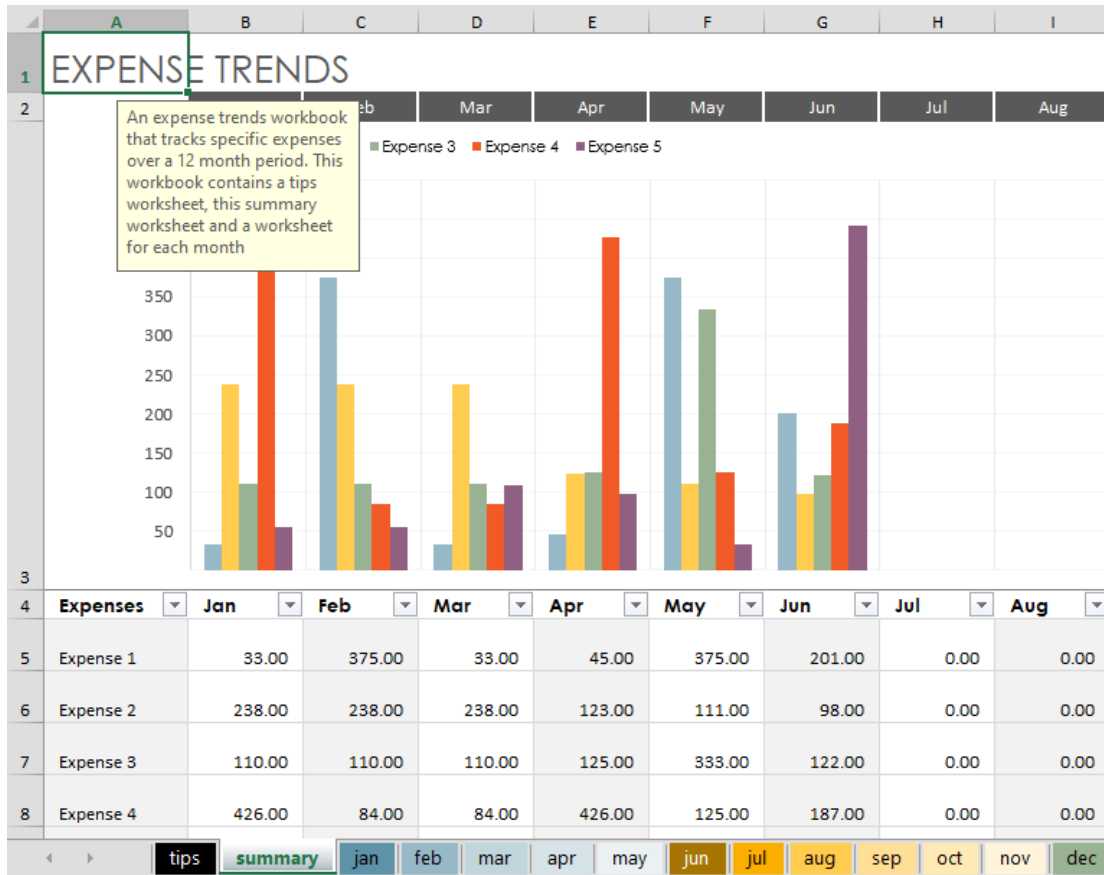 A B C D E F G H I
1 EXPENSE TRENDS
2 Mar Apr May Jun Jul Aug
An expense trends workbook
that tracks specific expenses
over a 12 month period. This
workbook contains a tips
worksheet, this summary
worksheet and a worksheet
for each month
Expense 3 Expense 4 Expense 5
350
300
250
200
150
100
50
3
4 Expenses Jan Feb Mar Apr May Jun Jul Aug
5 Expense 1 33.00 375.00 33.00 45.00 375.00 201.00 0.00 0.00
6 Expense 2 238.00 238.00 238.00 123.00 111.00 98.00 0.00 0.00
7 Expense 3 110.00 110.00 110.00 125.00 333.00 122.00 0.00 0.00
8 Expense 4 426.00 84.00 84.00 426.00 125.00 187.00 0.00 0.00
tips summary jan feb mar apr may jun jul aug sep oct nov dec